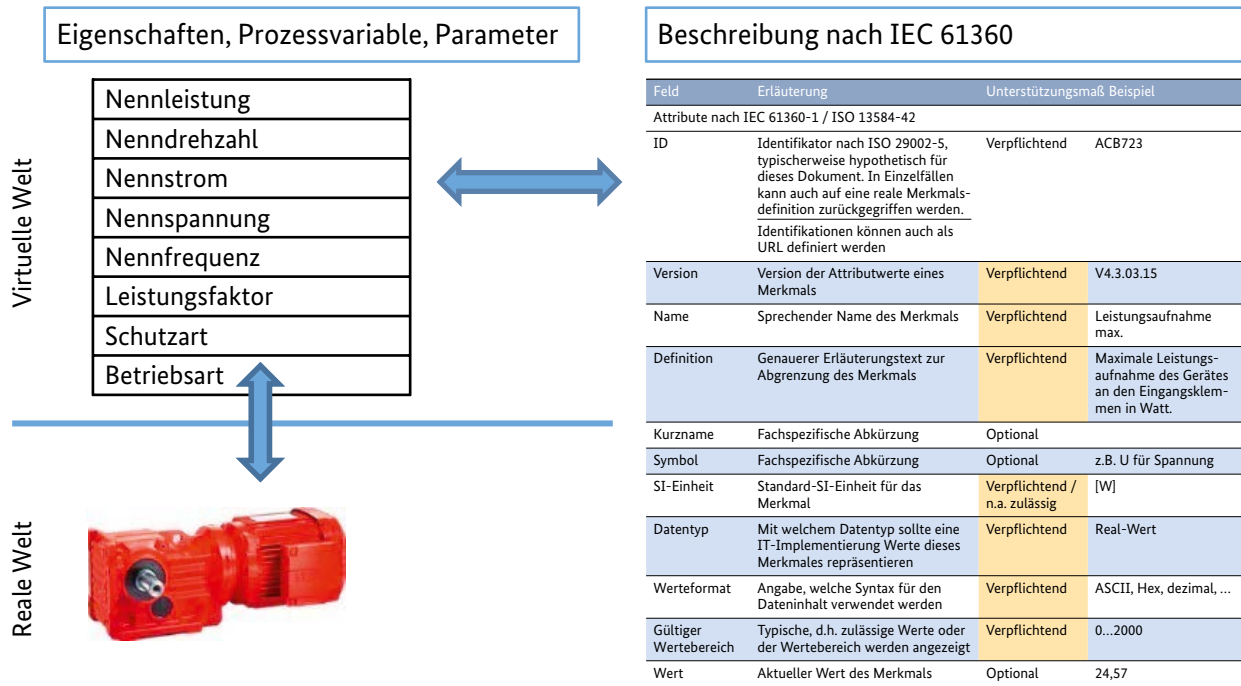 Eigenschaften, Prozessvariable, Parameter
Beschreibung nach IEC 61360
Virtuelle Welt
Nennleistung
Nenndrehzahl
Nennstrom
Nennspannung
Nennfrequenz
Leistungsfaktor
Schutzart
Betriebsart
Reale Welt
Feld Erläuterung Unterstützungsmaß Beispiel
Attribute nach IEC 61360-1 / ISO 13584-42
ID Identifikator nach ISO 29002-5, Verpflichtend ACB723
typischerweise hypothetisch für
dieses Dokument. In Einzelfällen
kann auch auf eine reale Merkmals-
definition zurückgegriffen werden.
Identifikationen können auch als
URL definiert werden
Version Version der Attributwerte eines Verpflichtend V4.3.03.15
Merkmals
Name Sprechender Name des Merkmals Verpflichtend Leistungsaufnahme
max.
Definition Genauerer Erläuterungstext zur Verpflichtend Maximale Leistungs-
Abgrenzung des Merkmals aufnahme des Gerätes
an den Eingangsklem-
men in Watt.
Kurzname Fachspezifische Abkürzung Optional
Symbol Fachspezifische Abkürzung Optional z.B. U für Spannung
SI-Einheit Standard-SI-Einheit für das Verpflichtend / [W]
Merkmal n.a. zulässig
Datentyp Mit welchem Datentyp sollte eine Verpflichtend Real-Wert
IT-Implementierung Werte dieses
Merkmales repräsentieren
Werteformat Angabe, welche Syntax für den Verpflichtend ASCII, Hex, dezimal, ...
Dateninhalt verwendet werden
Gültiger Typische, d.h. zulässige Werte oder Verpflichtend 0...2000
Wertebereich der Wertebereich werden angezeigt
Wert Aktueller Wert des Merkmals Optional 24,57